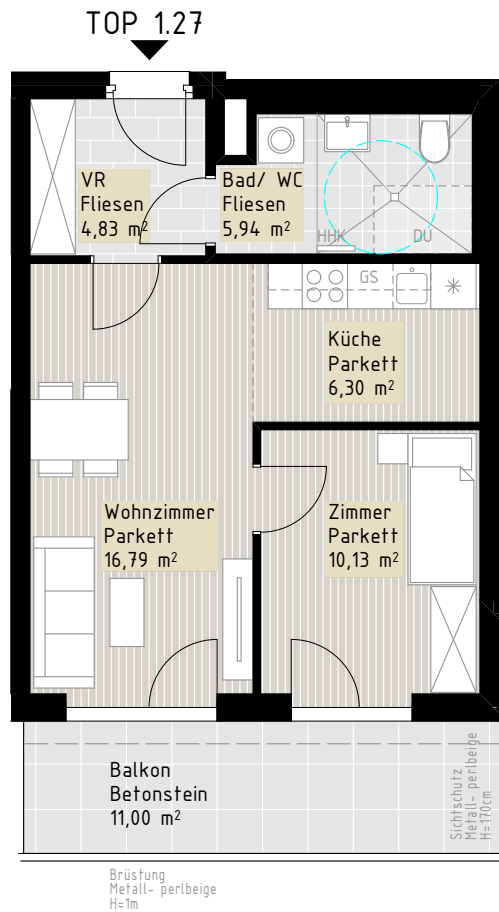 TOP 1.27
VR
Fliesen
4,83 m²
Bad/ WC
Fliesen
5,94 m²
HHK
DU
GS
Küche
Parkett
6,30 m²
Wohnzimmer
Parkett
16,79 m²
Zimmer
Parkett
10,13 m²
Balkon
Betonstein
11,00 m²
Sichtschutz
Metall- perlbeige
H=170cm
Brüstung
Metall- perlbeige
H=1m